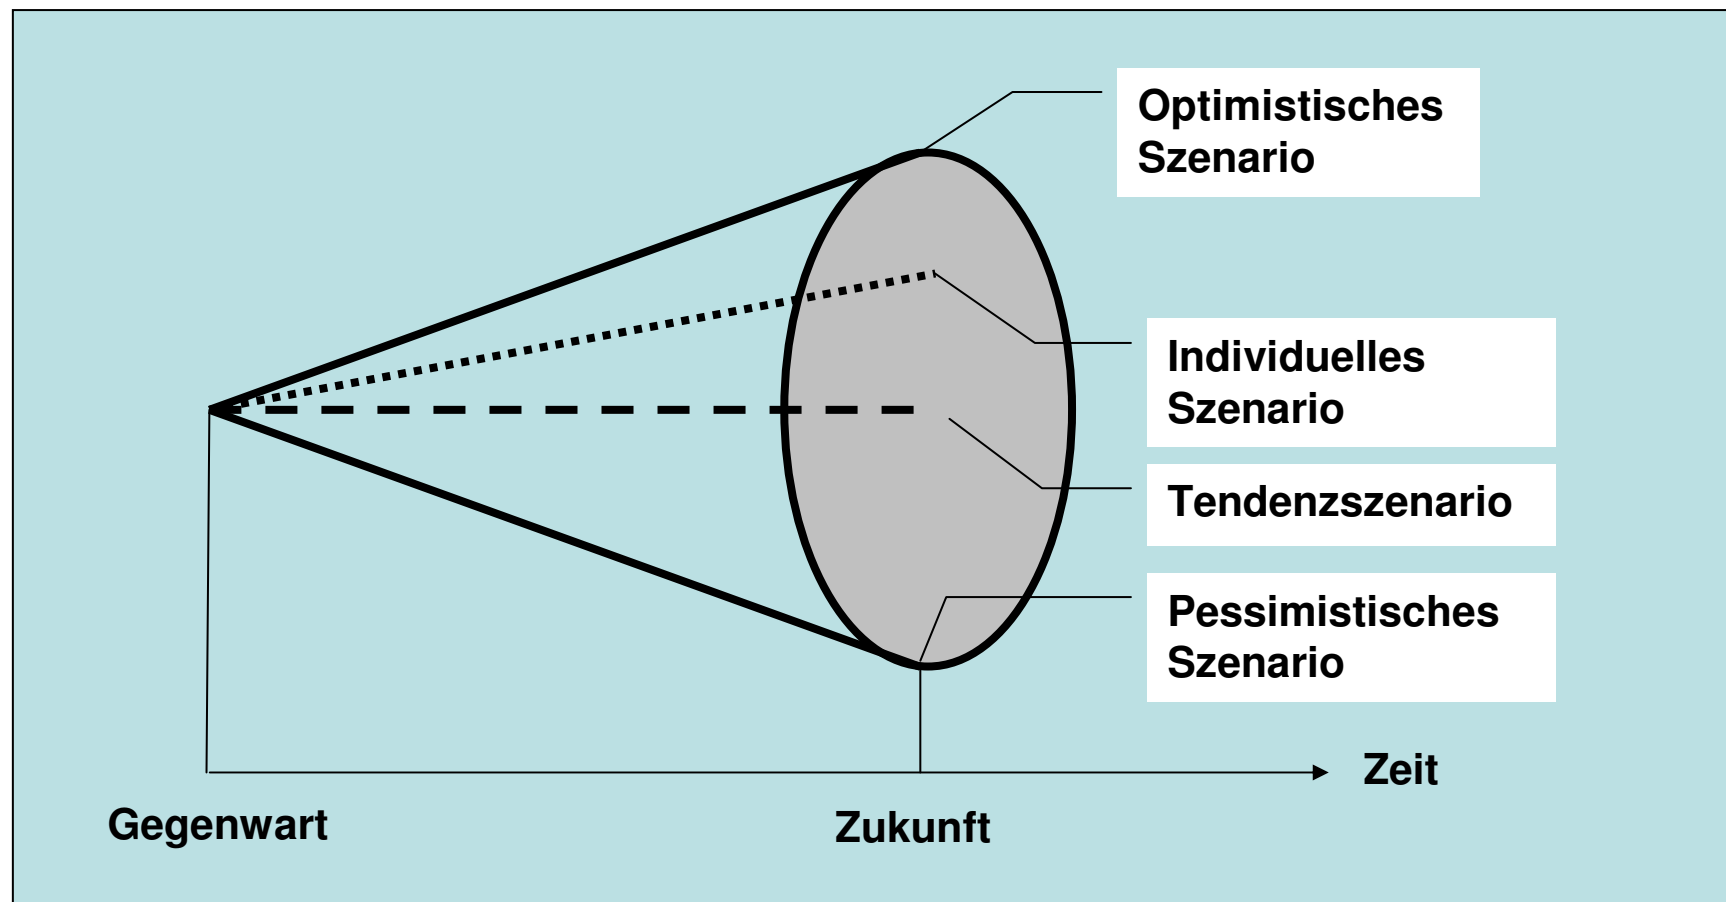 Optimistisches
Szenario
Individuelles
Szenario
Tendenzszenario
Pessimistisches
Szenario
Zeit
Gegenwart
Zukunft